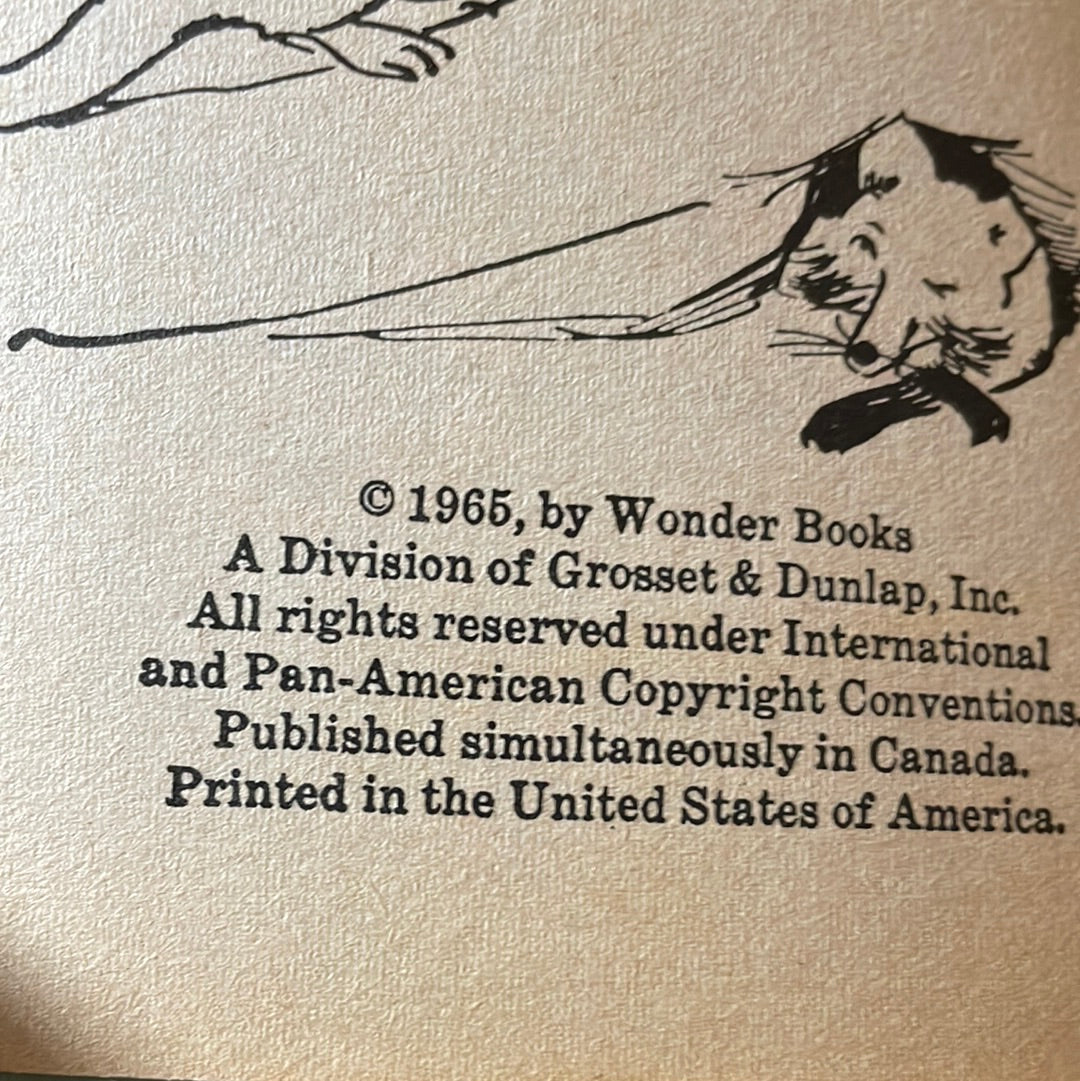 © 1965, by Wonder Books
A Division of Grosset & Dunlap, Inc.
All rights reserved under International
and Pan-American Copyright Conventions.
Published simultaneously in Canada.
Printed in the United States of America.